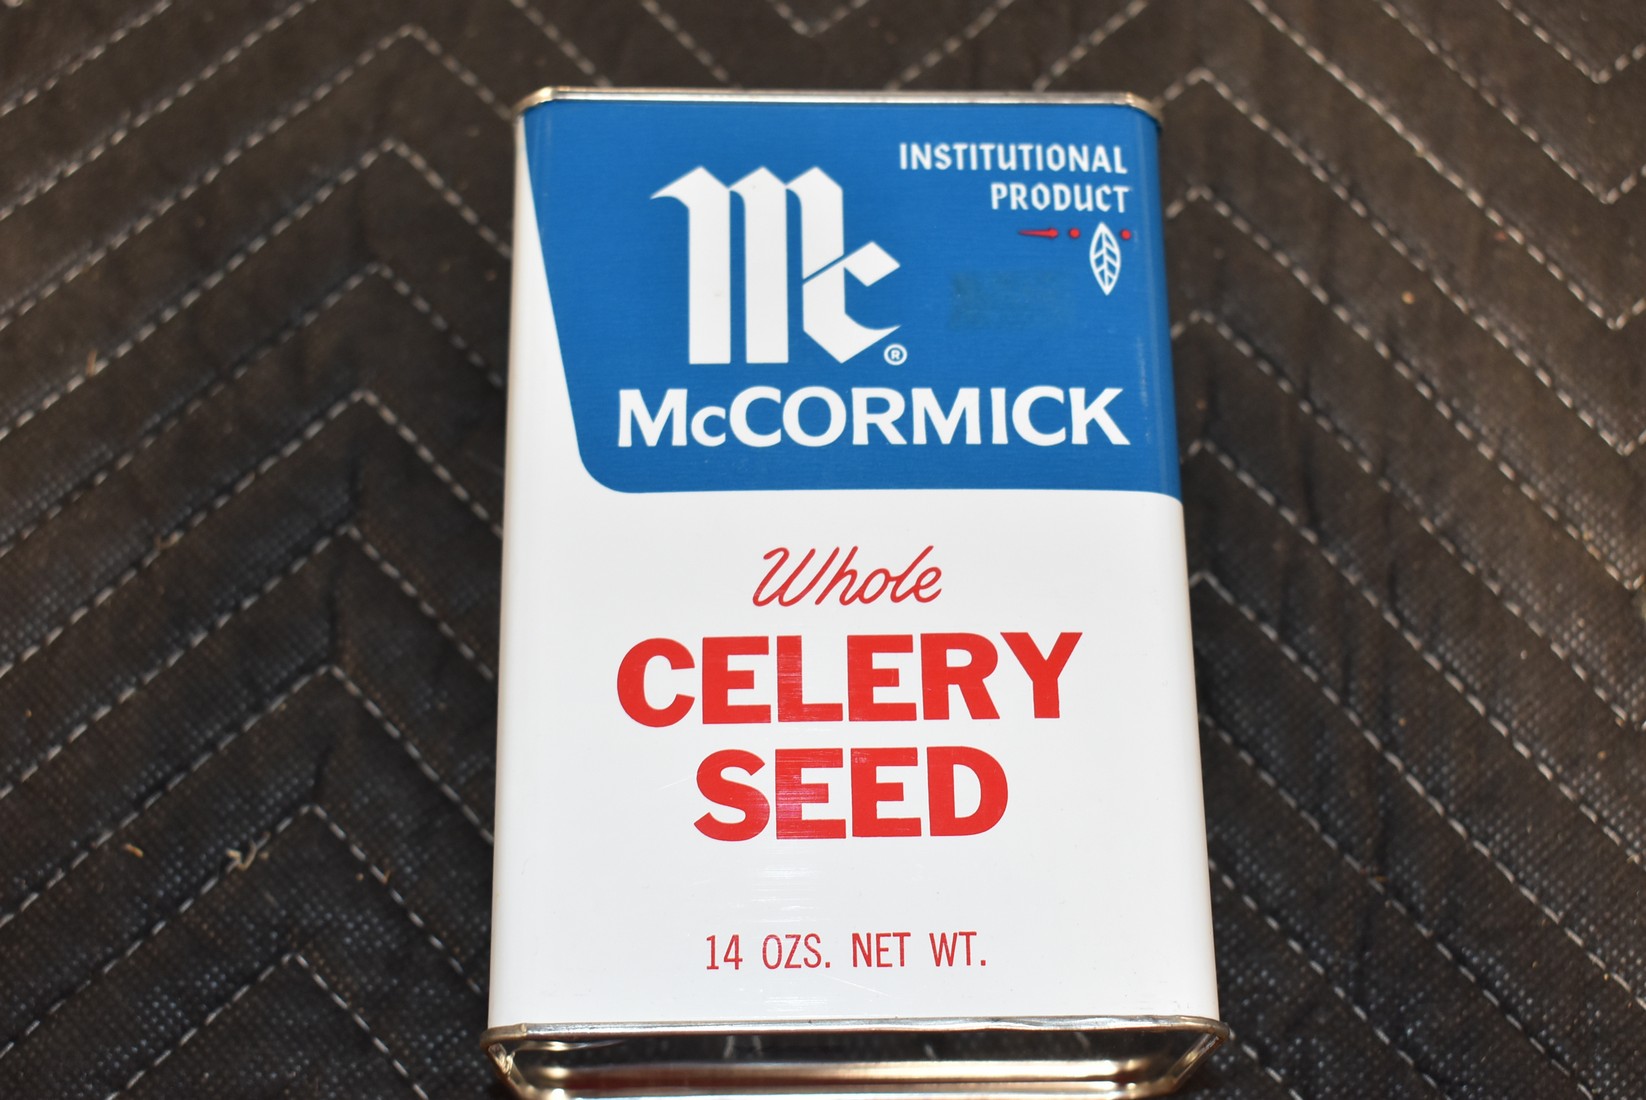 INSTITUTIONAL
PRODUCT
Mc®
McCORMICK
Whole
CELERY
SEED
14 OZS. NET WT.